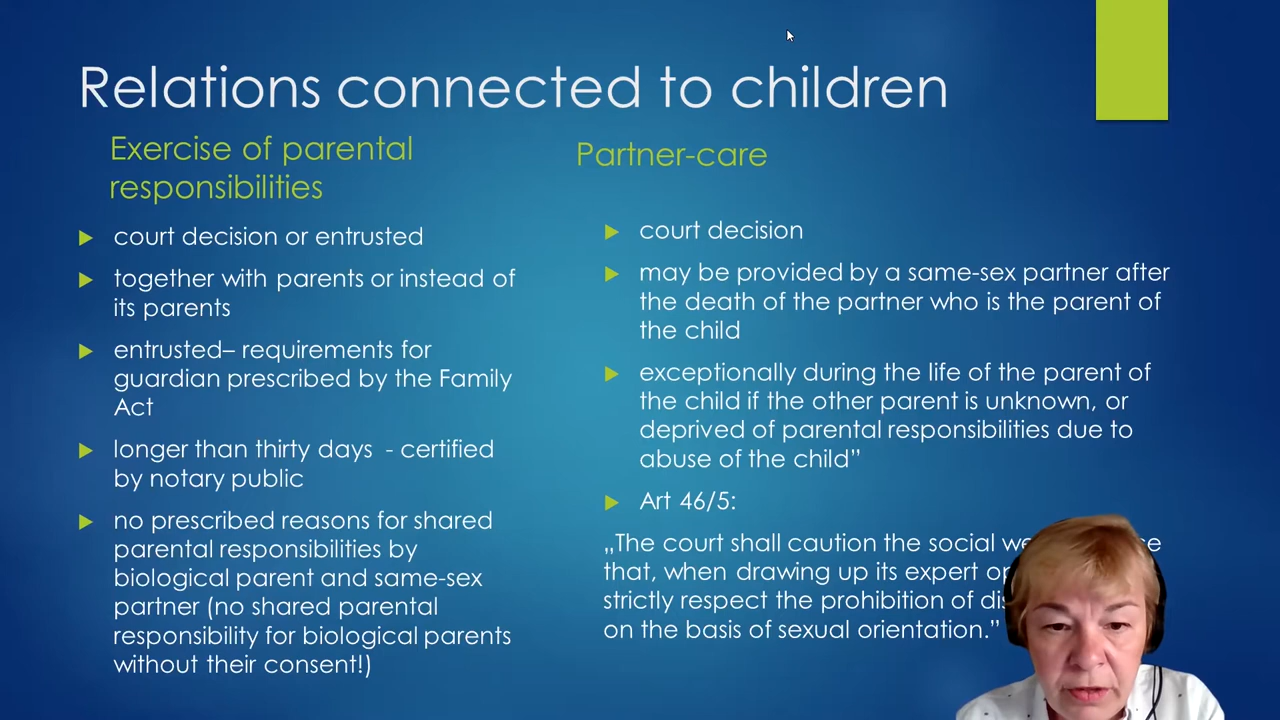 Relations connected to children
Exercise of parental
responsibilities
court decision or entrusted
together with parents or instead of
its parents
entrusted– requirements for
guardian prescribed by the Family
Act
longer than thirty days - certified
by notary public
no prescribed reasons for shared
parental responsibilities by
biological parent and same-sex
partner (no shared parental
responsibility for biological parents
without their consent!)
Partner-care
court decision
may be provided by a same-sex partner after
the death of the partner who is the parent of
the child
exceptionally during the life of the parent of
the child if the other parent is unknown, or
deprived of parental responsibilities due to
abuse of the child”
Art 46/5:
„The court shall caution the social
that, when drawing up its expert
strictly respect the prohibition of
on the basis of sexual orientation.”